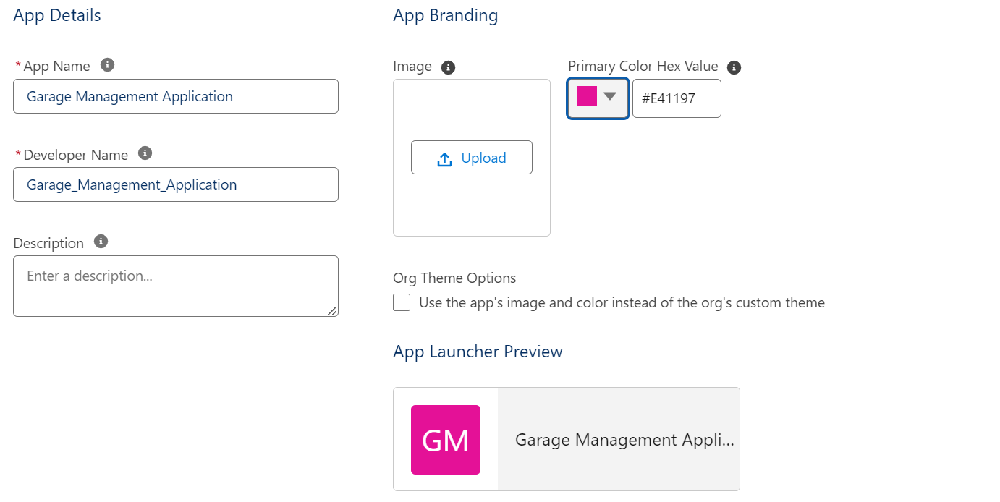 App Details
* App Name
Garage Management Application
* Developer Name
Garage_Management_Application
Description
Enter a description...
App Branding
Image
Upload
Primary Color Hex Value
#E41197
Org Theme Options
Use the app's image and color instead of the org's custom theme
App Launcher Preview
GM
Garage Management Appli...